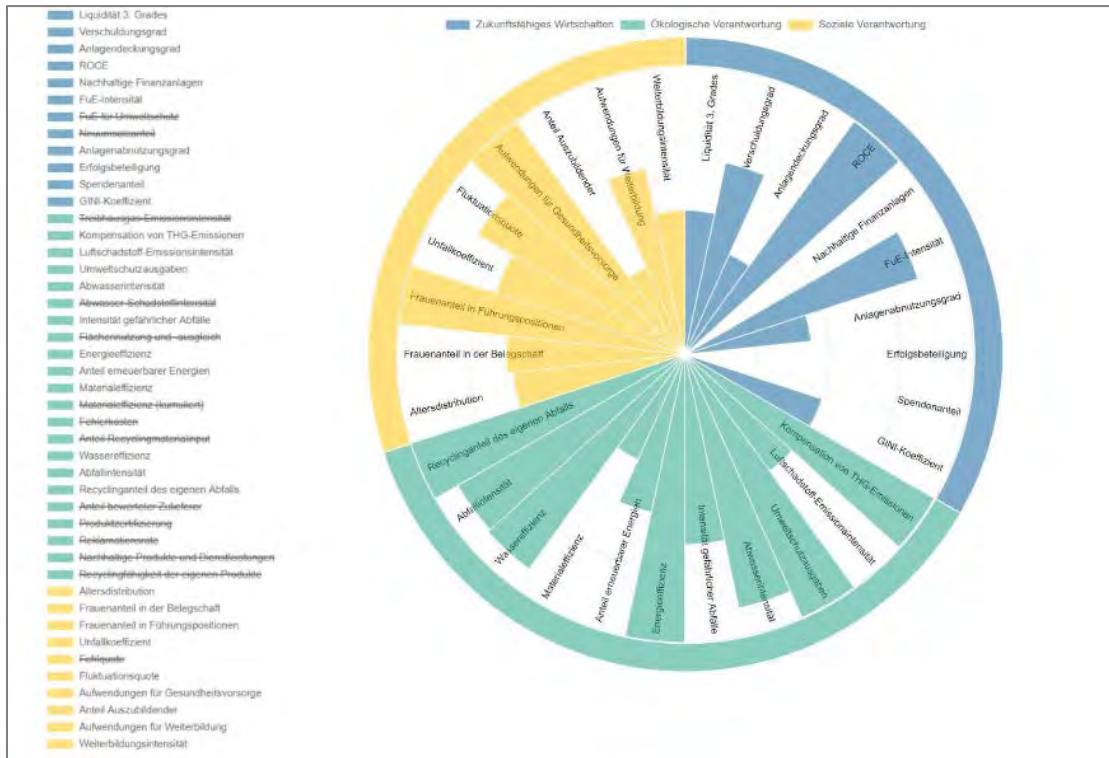 Liquidität 3. Grades
Verschuldungsgrad
Anlagendeckungsgrad
ROCE
Nachhaltige Finanzanlagen
FuE-Intensität
FuE für Umweltschutz
Neuumsatzanteil
Anlagenabnutzungsgrad
Erfolgsbeteiligung
Spendenanteil
GINI-Koeffizient
Treibhausgas-Emissionsintensität
Kompensation von THG-Emissionen
Luftschadstoff-Emissionsintensität
Umweltschutzausgaben
Abwasserintensität
Abwasser-Schadstoffintensität
Intensität gefährlicher Abfälle
Flächennutzung und -ausgleich
Energieeffizienz
Anteil erneuerbarer Energien
Materialeffizienz
Materialeffizienz (kumuliert)
Fehlerkosten
Anteil Recyclingmaterialinput
Wassereffizienz
Abfallintensität
Recyclinganteil des eigenen Abfalls
Anteil bewerteter Zulieferer
Produktzertifizierung
Reklamationsrate
Nachhaltige Produkte und Dienstleistungen
Recyclingfähigkeit der eigenen Produkte
Altersdistribution
Frauenanteil in der Belegschaft
Frauenanteil in Führungspositionen
Unfallkoeffizient
Fehlquote
Fluktuationsquote
Aufwendungen für Gesundheitsvorsorge
Anteil Auszubildender
Aufwendungen für Weiterbildung
Weiterbildungsintensität
Zukunftsfähiges Wirtschaften
Ökologische Verantwortung
Soziale Verantwortung
Liquidität 3. Grades
Verschuldungsgrad
Anlagendeckungsgrad
ROCE
Nachhaltige Finanzanlagen
FuE-Intensität
Anlagenabnutzungsgrad
Erfolgsbeteiligung
Spendenanteil
GINI-Koeffizient
Kompensation von THG-Emissionen
Luftschadstoff-Emissionsintensität
Umweltschutzausgaben
Abwasserintensität
Intensität gefährlicher Abfälle
Energieeffizienz
Anteil erneuerbarer Energien
Materialeffizienz
Wassereffizienz
Abfallintensität
Recyclinganteil des eigenen Abfalls
Altersdistribution
Frauenanteil in der Belegschaft
Frauenanteil in Führungspositionen
Unfallkoeffizient
Fluktuationsquote
Aufwendungen für Gesundheitsvorsorge
Anteil Auszubildender
Aufwendungen für Weiterbildung
Weiterbildungsintensität